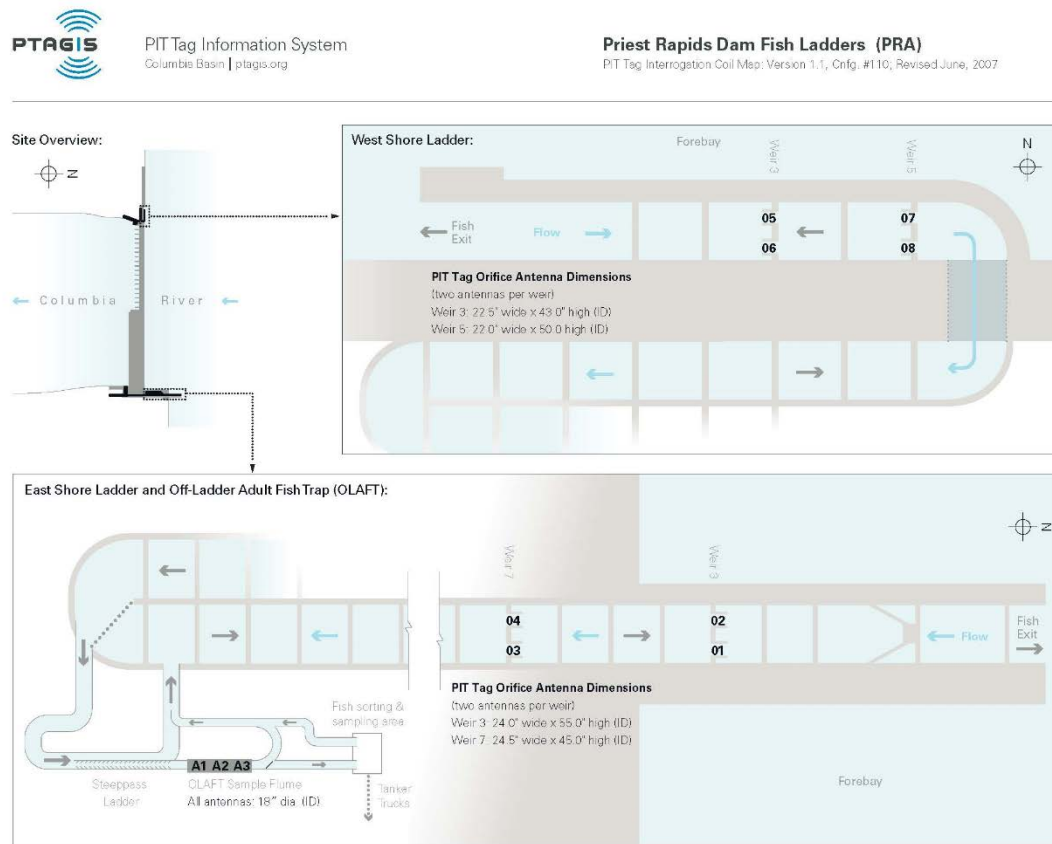 PTAGIS
PIT Tag Information System
Columbia Basin | ptagis.org
Priest Rapids Dam Fish Ladders (PRA)
PIT Tag Interrogation Coil Map; Version 1.1, Cnfg. #110; Revised June, 2007
Site Overview:
N
Columbia River
West Shore Ladder:
Forebay
Weir 3
Weir 5
N
05
07
Fish
Exit
Flow
06
08
PIT Tag Orifice Antenna Dimensions
(two antennas per weir)
Weir 3: 22.5" wide x 43.0" high (ID)
Weir 5: 22.0" wide x 50.0 high (ID)
East Shore Ladder and Off-Ladder Adult Fish Trap (OLAFT):
N
Weir 7
Weir 3
04
02
Fish
Exit
Flow
03
01
PIT Tag Orifice Antenna Dimensions
(two antennas per weir)
Weir 3: 24.0" wide x 55.0" high (ID)
Weir 7: 24.5" wide x 45.0" high (ID)
Fish sorting &
sampling area
A1 A2 A3
Steeppass
Ladder
OLAFT Sample Flume
All antennas: 18" dia. (ID)
Tanker
Trucks
Forebay